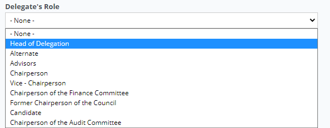 Delegate's Role
- None -
- None -
Head of Delegation
Alternate
Advisors
Chairperson
Vice - Chairperson
Chairperson of the Finance Committee
Former Chairperson of the Council
Candidate
Chairperson of the Audit Committee